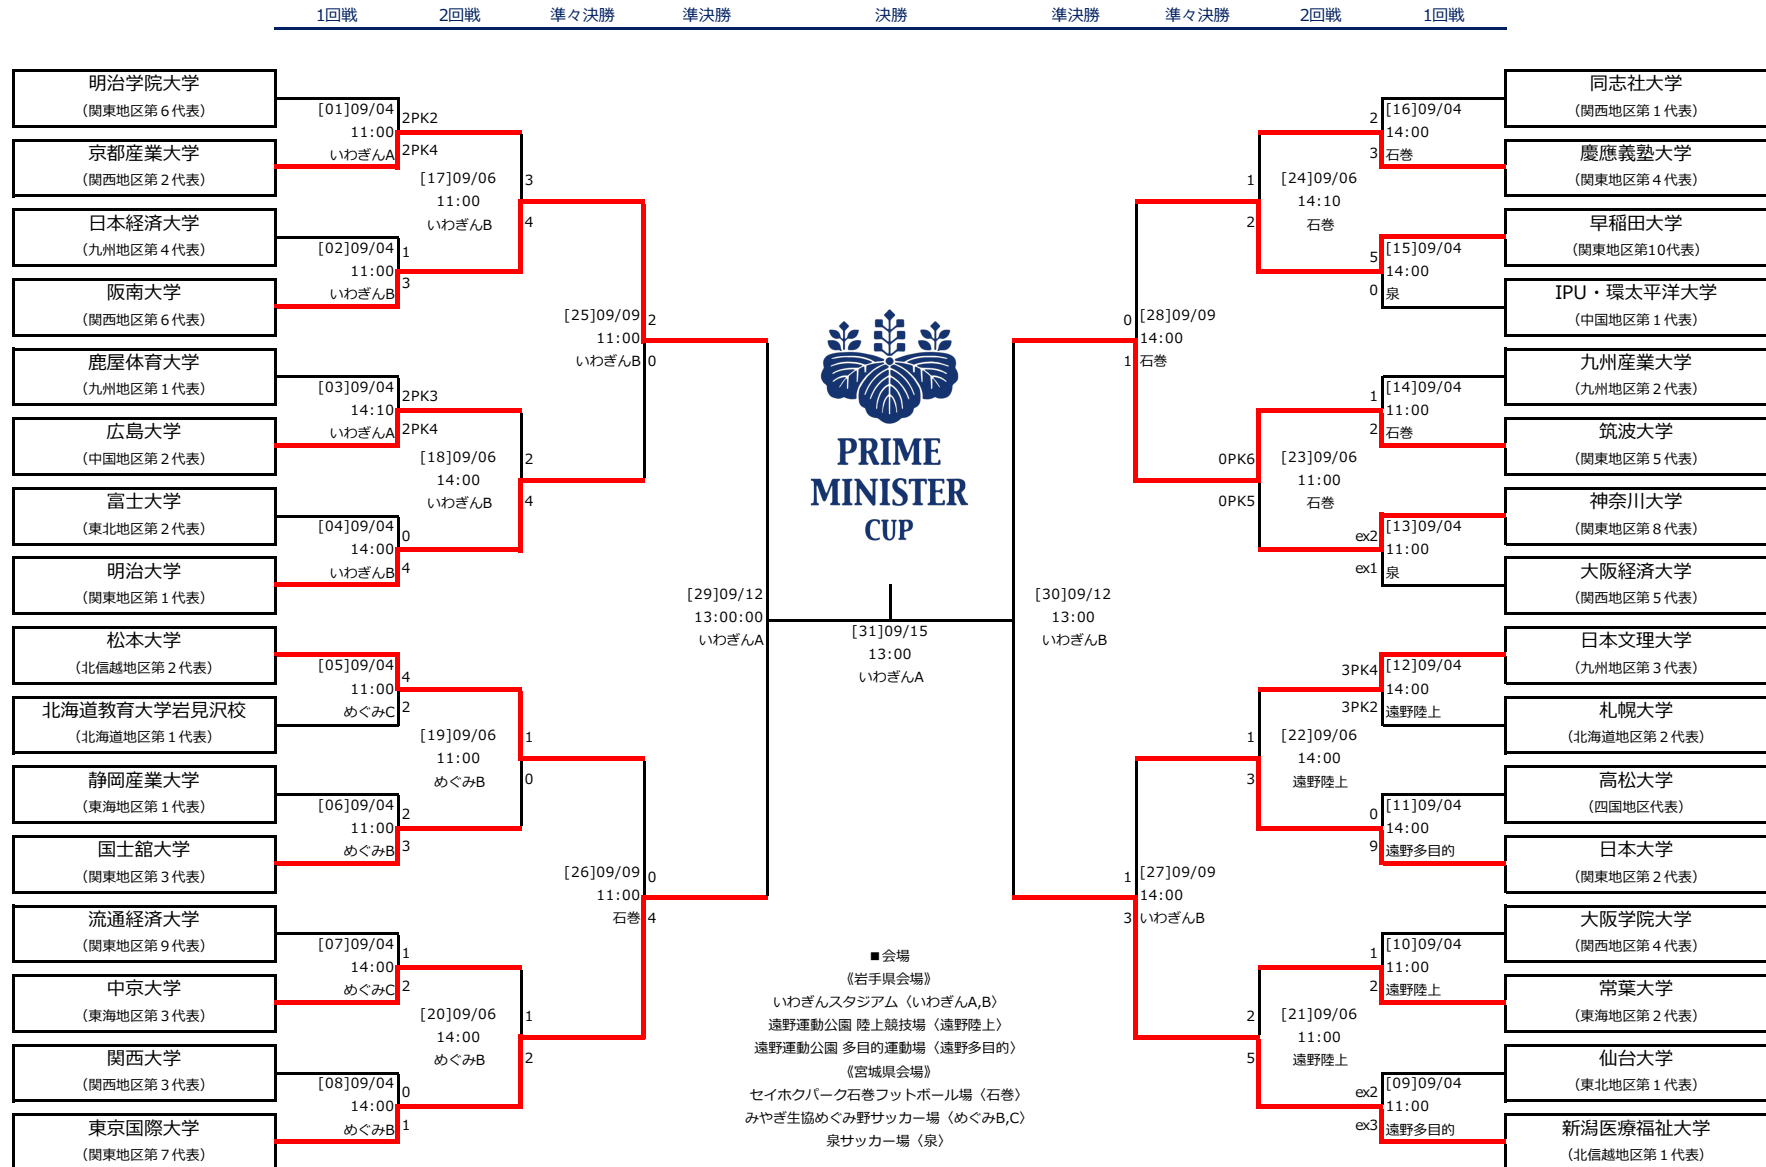 1回戦 2回戦 準々決勝 準決勝 決勝 準決勝 準々決勝 2回戦 1回戦
明治学院大学
（関東地区第６代表）
京都産業大学
（関西地区第２代表）
日本経済大学
（九州地区第４代表）
阪南大学
（関西地区第６代表）
鹿屋体育大学
（九州地区第１代表）
広島大学
（中国地区第２代表）
富士大学
（東北地区第２代表）
明治大学
（関東地区第１代表）
松本大学
（北信越地区第２代表）
北海道教育大学岩見沢校
（北海道地区第１代表）
静岡産業大学
（東海地区第１代表）
国士舘大学
（関東地区第３代表）
流通経済大学
（関東地区第９代表）
中京大学
（東海地区第３代表）
関西大学
（関西地区第３代表）
東京国際大学
（関東地区第７代表）
[01]09/04
11:00
いわぎんA
2PK2
2PK4
[02]09/04
11:00
いわぎんB
1
3
[03]09/04
14:10
いわぎんA
2PK3
2PK4
[04]09/04
14:00
いわぎんB
0
4
[05]09/04
11:00
めぐみC
4
2
[06]09/04
11:00
めぐみB
2
3
[07]09/04
14:00
めぐみC
1
2
[08]09/04
14:00
めぐみB
0
1
[17]09/06
11:00
いわぎんB
3
4
[18]09/06
14:00
いわぎんB
2
4
[19]09/06
11:00
めぐみB
1
0
[20]09/06
14:00
めぐみB
1
2
[25]09/09
11:00
いわぎんB
2
0
[26]09/09
11:00
石巻
0
4
[29]09/12
13:00:00
いわぎんA
PRIME
MINISTER
CUP
[31]09/15
13:00
いわぎんA
[30]09/12
13:00
いわぎんB
0
1
[28]09/09
14:00
石巻
1
3
[27]09/09
14:00
いわぎんB
1
2
[24]09/06
14:10
石巻
0PK6
0PK5
[23]09/06
11:00
石巻
1
3
[22]09/06
14:00
遠野陸上
2
5
[21]09/06
11:00
遠野陸上
2
3
[16]09/04
14:00
石巻
5
0
[15]09/04
14:00
泉
1
2
[14]09/04
11:00
石巻
ex2
ex1
[13]09/04
11:00
泉
3PK4
3PK2
[12]09/04
14:00
遠野陸上
0
9
[11]09/04
14:00
遠野多目的
1
2
[10]09/04
11:00
遠野陸上
ex2
ex3
[09]09/04
11:00
遠野多目的
同志社大学
（関西地区第１代表）
慶應義塾大学
（関東地区第４代表）
早稲田大学
（関東地区第10代表）
IPU・環太平洋大学
（中国地区第１代表）
九州産業大学
（九州地区第２代表）
筑波大学
（関東地区第５代表）
神奈川大学
（関東地区第８代表）
大阪経済大学
（関西地区第５代表）
日本文理大学
（九州地区第３代表）
札幌大学
（北海道地区第２代表）
高松大学
（四国地区代表）
日本大学
（関東地区第２代表）
大阪学院大学
（関西地区第４代表）
常葉大学
（東海地区第２代表）
仙台大学
（東北地区第１代表）
新潟医療福祉大学
（北信越地区第１代表）
■会場
《岩手県会場》
いわぎんスタジアム〈いわぎんA,B〉
遠野運動公園 陸上競技場〈遠野陸上〉
遠野運動公園 多目的運動場〈遠野多目的〉
《宮城県会場》
セイホクパーク石巻フットボール場〈石巻〉
みやぎ生協めぐみ野サッカー場〈めぐみB,C〉
泉サッカー場〈泉〉